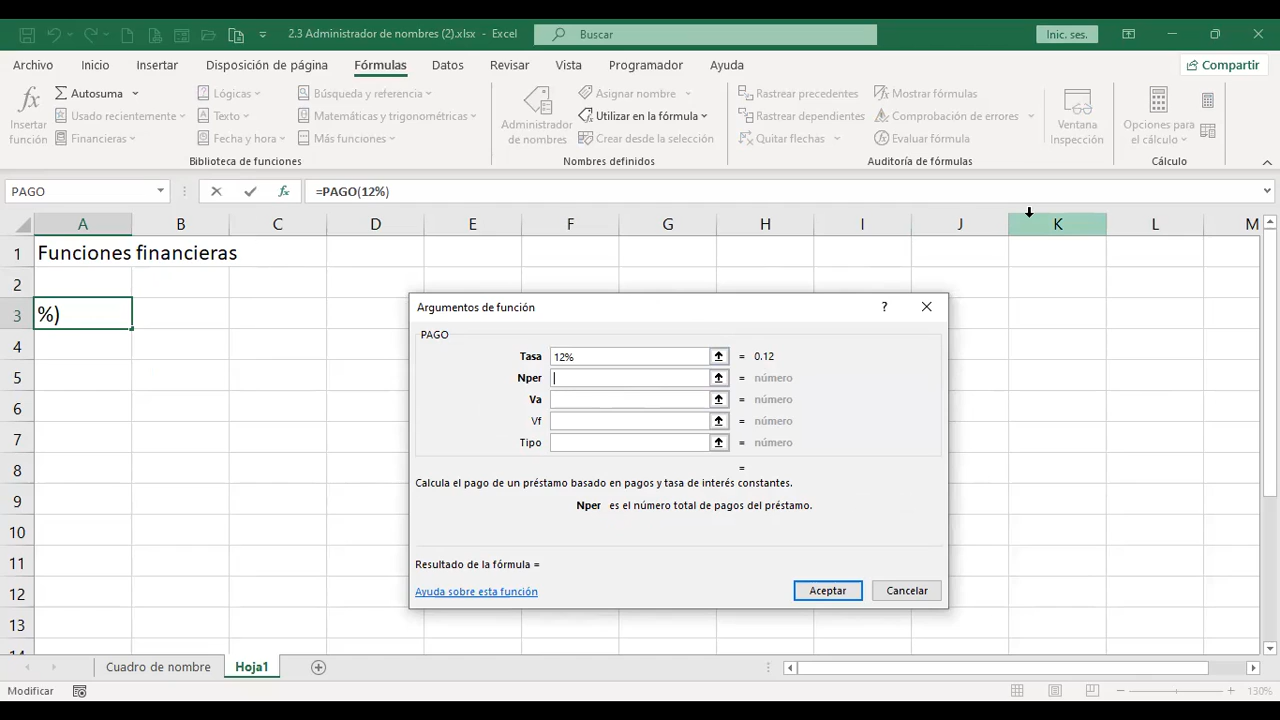 2.3 Administrador de nombres (2).xlsx - Excel
Buscar
Inic. ses.
Archivo Inicio Insertar Disposición de página Fórmulas Datos Revisar Vista Programador Ayuda Compartir
Insertar función
Autosuma
Usado recientemente
Financieras
Lógicas
Texto
Fecha y hora
Búsqueda y referencia
Matemáticas y trigonométricas
Más funciones
Biblioteca de funciones
Administrador de nombres
Asignar nombre
Utilizar en la fórmula
Crear desde la selección
Nombres definidos
Rastrear precedentes
Rastrear dependientes
Quitar flechas
Mostrar fórmulas
Comprobación de errores
Evaluar fórmula
Auditoría de fórmulas
Ventana Inspección
Opciones para el cálculo
Cálculo
PAGO
fx
=PAGO(12%)
A B C D E F G H I J K L M
1 Funciones financieras
2
3 %)
4
5
6
7
8
9
10
11
12
13
14
Argumentos de función
?
PAGO
Tasa 12% = 0.12
Nper = número
Va = número
Vf = número
Tipo = número
=
Calcula el pago de un préstamo basado en pagos y tasa de interés constantes.
Nper es el número total de pagos del préstamo.
Resultado de la fórmula =
Ayuda sobre esta función
Aceptar
Cancelar
Cuadro de nombre Hoja1
Modificar
130%